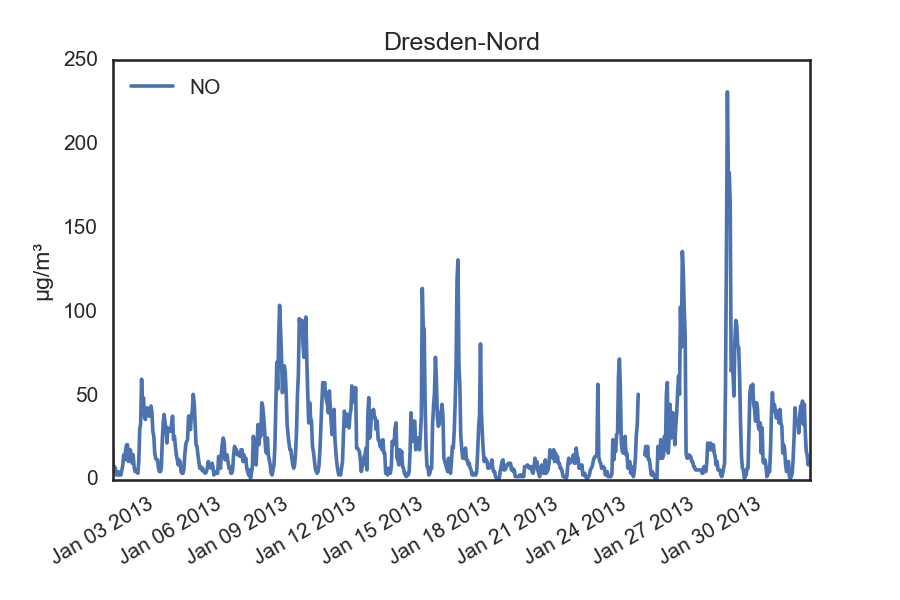 Dresden-Nord
NO
250
200
150
100
50
0
µg/m³
Jan 03 2013
Jan 06 2013
Jan 09 2013
Jan 12 2013
Jan 15 2013
Jan 18 2013
Jan 21 2013
Jan 24 2013
Jan 27 2013
Jan 30 2013